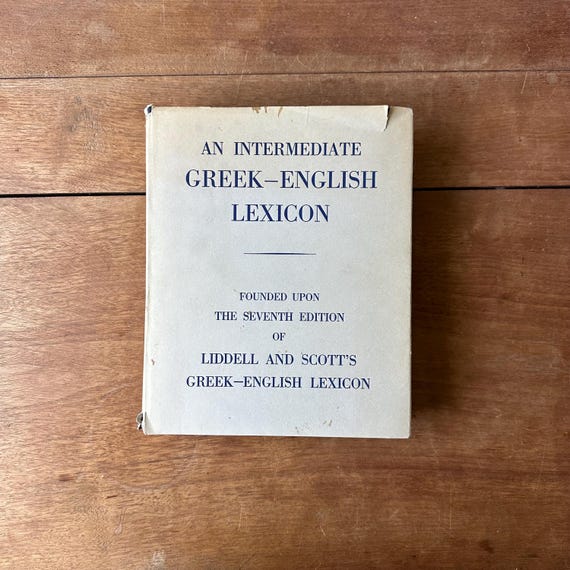 AN INTERMEDIATE
GREEK–ENGLISH
LEXICON
FOUNDED UPON
THE SEVENTH EDITION
OF
LIDDELL AND SCOTT'S
GREEK–ENGLISH LEXICON